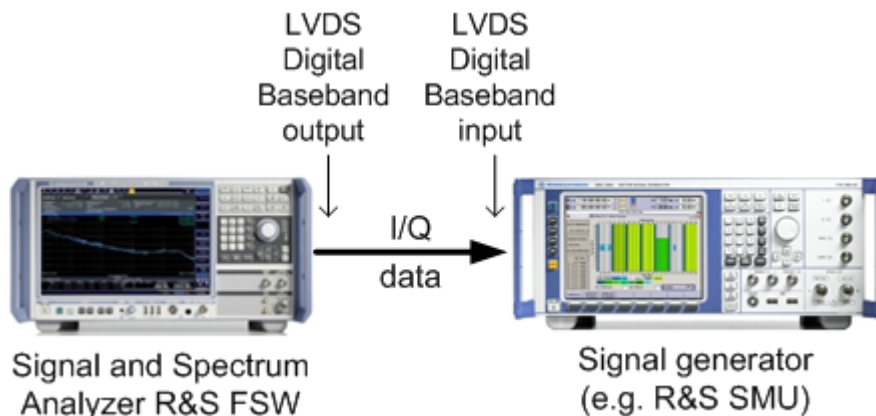 LVDS
Digital
Baseband
output
LVDS
Digital
Baseband
input
I/Q
data
Signal and Spectrum
Analyzer R&S FSW
Signal generator
(e.g. R&S SMU)